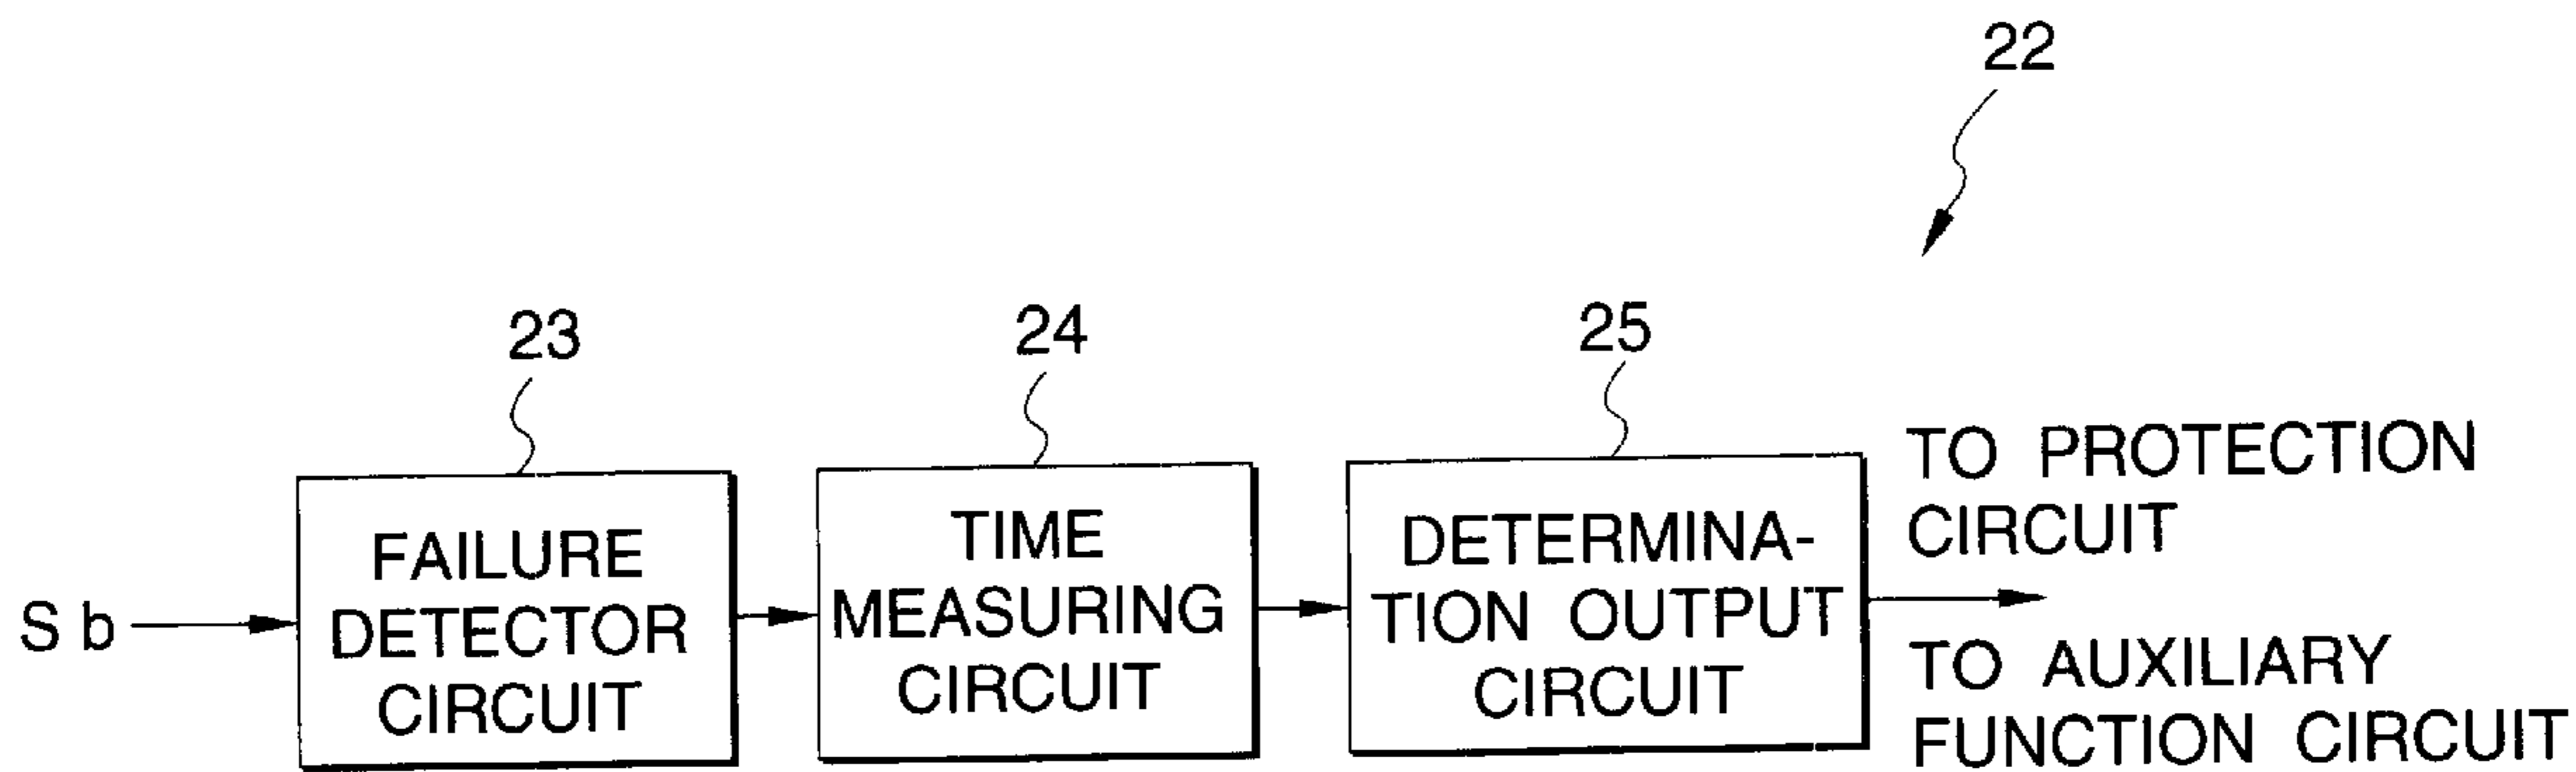 22
23
24
25
S b
FAILURE
DETECTOR
CIRCUIT
TIME
MEASURING
CIRCUIT
DETERMINA-
TION OUTPUT
CIRCUIT
TO PROTECTION
CIRCUIT
TO AUXILIARY
FUNCTION CIRCUIT